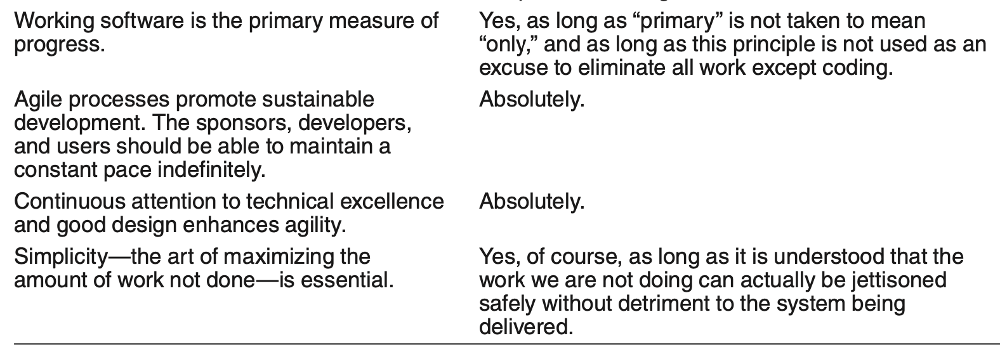 Working software is the primary measure of
progress.
Yes, as long as “primary” is not taken to mean
“only,” and as long as this principle is not used as an
excuse to eliminate all work except coding.
Agile processes promote sustainable
development. The sponsors, developers,
and users should be able to maintain a
constant pace indefinitely.
Absolutely.
Continuous attention to technical excellence
and good design enhances agility.
Absolutely.
Simplicity—the art of maximizing the
amount of work not done—is essential.
Yes, of course, as long as it is understood that the
work we are not doing can actually be jettisoned
safely without detriment to the system being
delivered.